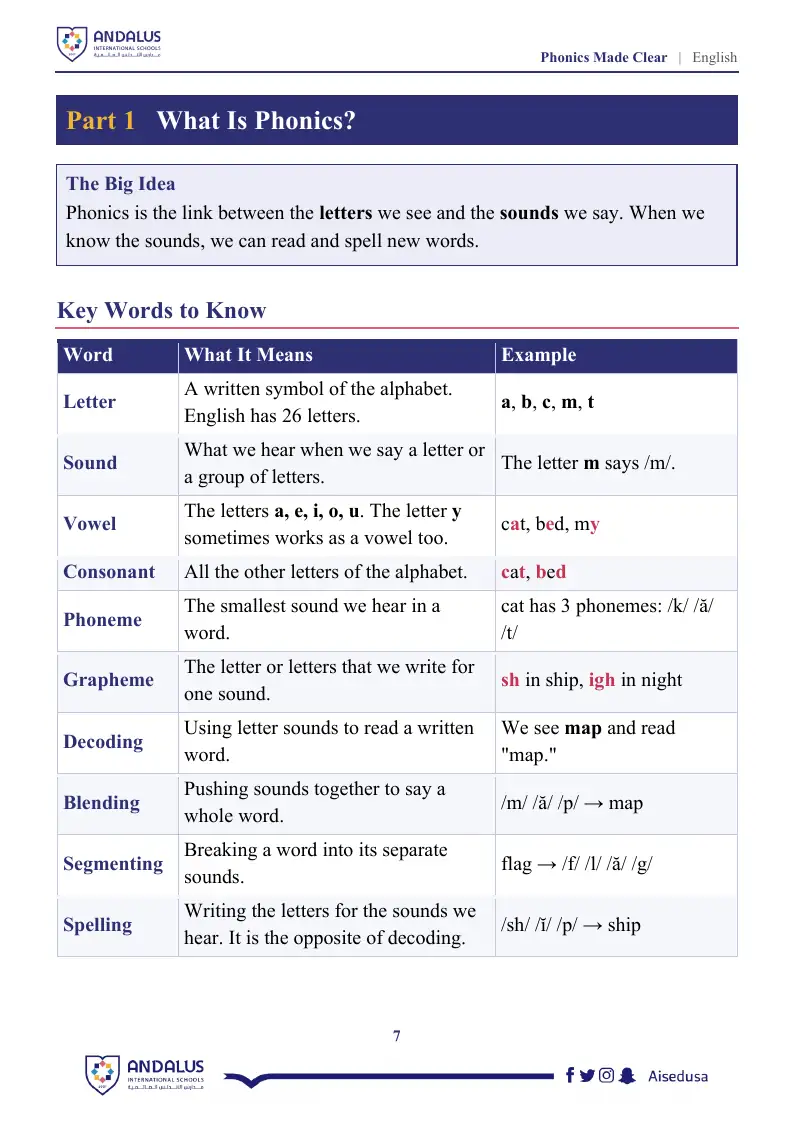 ANDALUS
INTERNATIONAL SCHOOLS
مدارس الأندلس العالمية
Phonics Made Clear | English
Part 1 What Is Phonics?
The Big Idea
Phonics is the link between the letters we see and the sounds we say. When we
know the sounds, we can read and spell new words.
Key Words to Know
Word What It Means Example
Letter
A written symbol of the alphabet.
English has 26 letters.
a, b, c, m, t
Sound
What we hear when we say a letter or
a group of letters.
The letter m says /m/.
Vowel
The letters a, e, i, o, u. The letter y
sometimes works as a vowel too.
cat, bed, my
Consonant All the other letters of the alphabet. cat, bed
Phoneme
The smallest sound we hear in a
word.
cat has 3 phonemes: /k/ /ă/
/t/
Grapheme
The letter or letters that we write for
one sound.
sh in ship, igh in night
Decoding
Using letter sounds to read a written
word.
We see map and read
"map."
Blending
Pushing sounds together to say a
whole word.
/m/ /ă/ /p/ → map
Segmenting
Breaking a word into its separate
sounds.
flag → /f/ /l/ /ă/ /g/
Spelling
Writing the letters for the sounds we
hear. It is the opposite of decoding.
/sh/ /ĭ/ /p/ → ship
7
ANDALUS
INTERNATIONAL SCHOOLS
مدارس الأندلس العالمية
Aisedusa